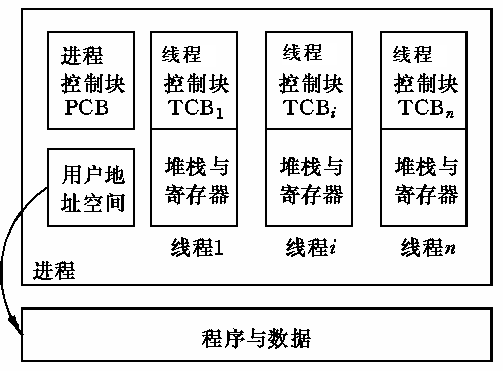 进程
控制块
PCB
线程
控制块
TCB1
线程
控制块
TCBi
线程
控制块
TCBn
用户地
址空间
堆栈与
寄存器
堆栈与
寄存器
堆栈与
寄存器
线程1
线程i
线程n
进程
程序与数据